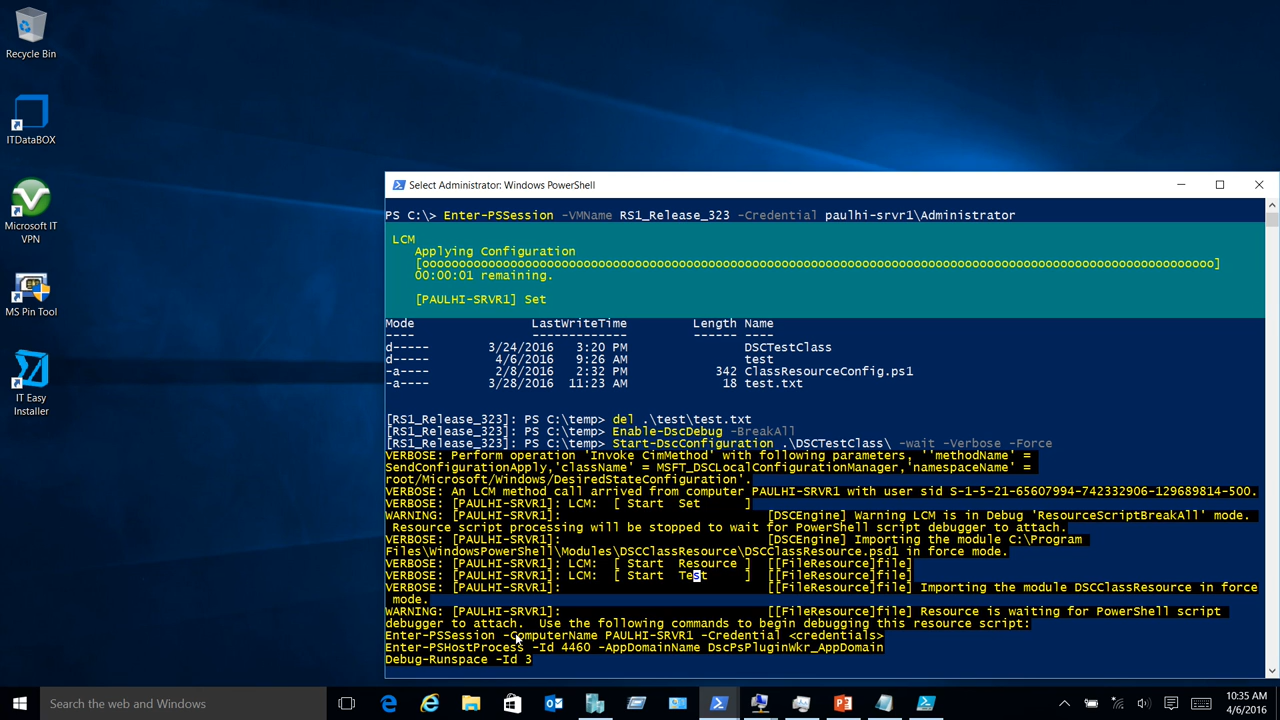 Recycle Bin
ITDataBOX
Microsoft IT
VPN
MS Pin Tool
IT Easy
Installer
Select Administrator: Windows PowerShell
PS C:\> Enter-PSSession -VMName RS1_Release_323 -Credential paulhi-srvr1\Administrator
LCM
Applying Configuration
[oooooooooooooooooooooooooooooooooooooooooooooooooooooooooooooooooooooooooooooooooooooooooooooooooooooooooooo]
00:00:01 remaining.
[PAULHI-SRVR1] Set
Mode LastWriteTime Length Name
---- ------------- ------ ----
d----- 3/24/2016 3:20 PM DSCTestClass
d----- 4/6/2016 9:26 AM test
-a---- 2/8/2016 2:32 PM 342 ClassResourceConfig.ps1
-a---- 3/28/2016 11:23 AM 18 test.txt
[RS1_Release_323]: PS C:\temp> del .\test\test.txt
[RS1_Release_323]: PS C:\temp> Enable-DscDebug -BreakAll
[RS1_Release_323]: PS C:\temp> Start-DscConfiguration .\DSCTestClass\ -wait -Verbose -Force
VERBOSE: Perform operation 'Invoke CimMethod' with following parameters, ''methodName' =
SendConfigurationApply,'className' = MSFT_DSCLocalConfigurationManager,'namespaceName' =
root/Microsoft/Windows/DesiredStateConfiguration'.
VERBOSE: An LCM method call arrived from computer PAULHI-SRVR1 with user sid S-1-5-21-65607994-742332906-129689814-500.
VERBOSE: [PAULHI-SRVR1]: LCM: [ Start Set ]
WARNING: [PAULHI-SRVR1]: [DSCEngine] Warning LCM is in Debug 'ResourceScriptBreakAll' mode.
Resource script processing will be stopped to wait for PowerShell script debugger to attach.
VERBOSE: [PAULHI-SRVR1]: [DSCEngine] Importing the module C:\Program
Files\WindowsPowerShell\Modules\DSCClassResource\DSCClassResource.psd1 in force mode.
VERBOSE: [PAULHI-SRVR1]: LCM: [ Start Resource ] [[FileResource]file]
VERBOSE: [PAULHI-SRVR1]: LCM: [ Start Test ] [[FileResource]file]
VERBOSE: [PAULHI-SRVR1]: [[FileResource]file] Importing the module DSCClassResource in force
mode.
WARNING: [PAULHI-SRVR1]: [[FileResource]file] Resource is waiting for PowerShell script
debugger to attach. Use the following commands to begin debugging this resource script:
Enter-PSSession -ComputerName PAULHI-SRVR1 -Credential <credentials>
Enter-PSHostProcess -Id 4460 -AppDomainName DscPsPluginWkr_AppDomain
Debug-Runspace -Id 3
Search the web and Windows
10:35 AM
4/6/2016